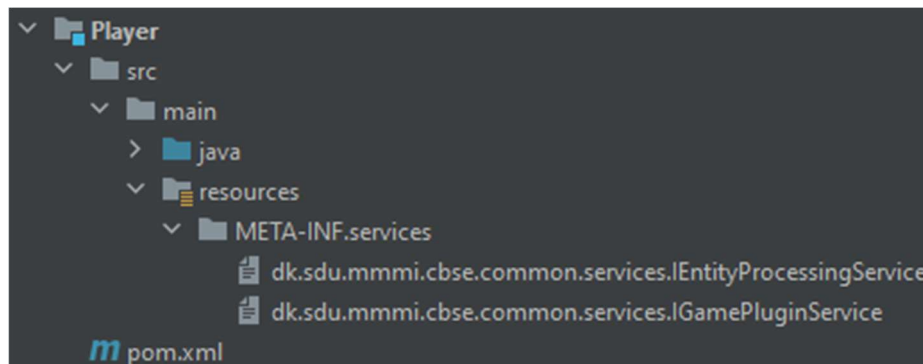 Player
src
main
java
resources
META-INF.services
dk.sdu.mmmi.cbse.common.services.IEntityProcessingService
dk.sdu.mmmi.cbse.common.services.IGamePluginService
m pom.xml